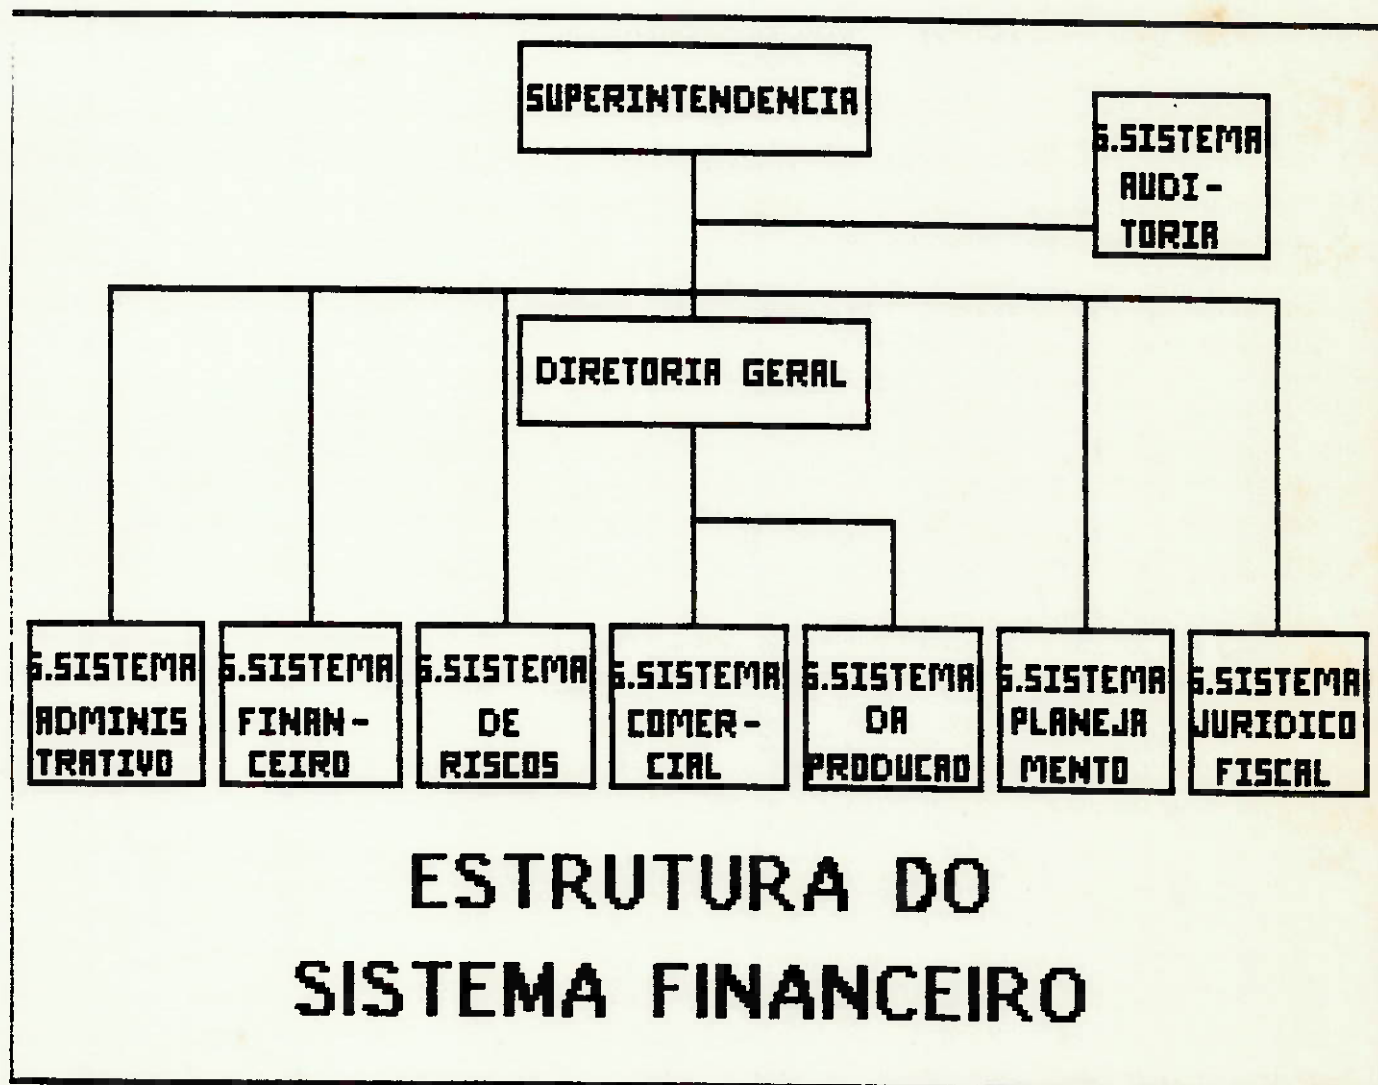 SUPERINTENDENCIA
S.SISTEMA
AUDI-
TORIA
DIRETORIA GERAL
S.SISTEMA
ADMINIS
TRATIVO
S.SISTEMA
FINAN-
CEIRO
S.SISTEMA
DE
RISCOS
S.SISTEMA
COMER-
CIAL
S.SISTEMA
DA
PRODUCAO
S.SISTEMA
PLANEJA
MENTO
S.SISTEMA
JURIDICO
FISCAL
ESTRUTURA DO
SISTEMA FINANCEIRO